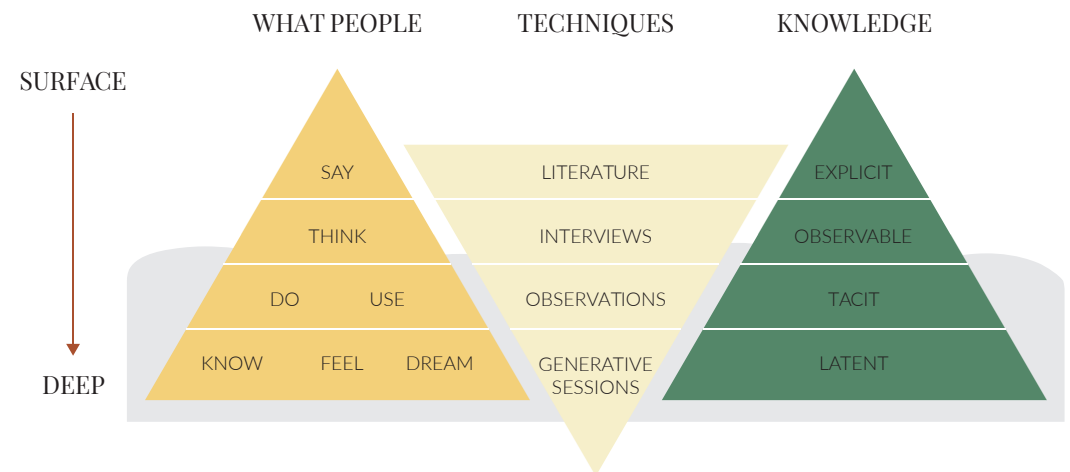 WHAT PEOPLE TECHNIQUES KNOWLEDGE
SURFACE
SAY LITERATURE EXPLICIT
THINK INTERVIEWS OBSERVABLE
DO USE OBSERVATIONS TACIT
KNOW FEEL DREAM GENERATIVE LATENT
SESSIONS
DEEP